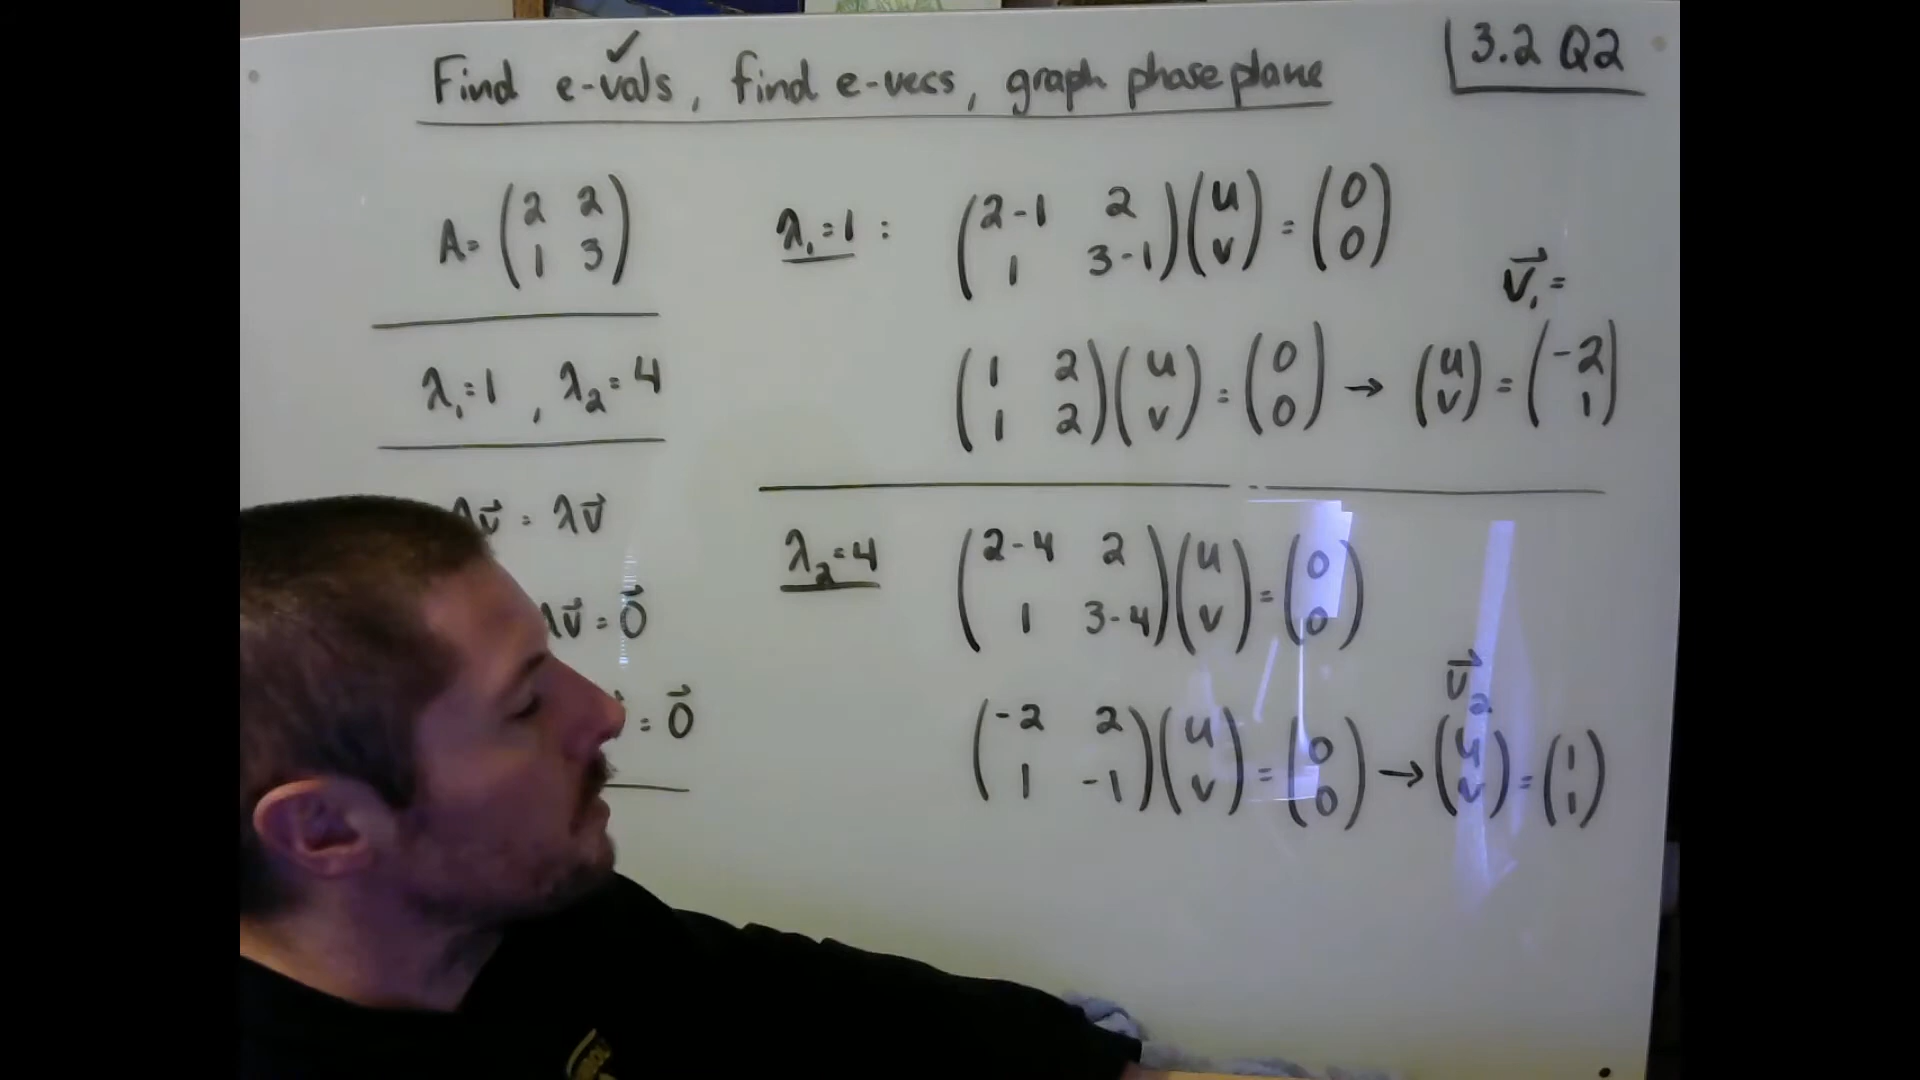 Find e-vals, find e-vecs, graph phase plane
✓
3.2 Q2
A = (2 2; 1 3)
λ₁=1, λ₂=4
v⃗ = λv⃗
v⃗ = 0⃗
= 0⃗
λ₁=1: (2-1 2; 1 3-1)(u; v) = (0; 0)
v⃗₁ =
(1 2; 1 2)(u; v) = (0; 0) → (u; v) = (-2; 1)
λ₂=4 (2-4 2; 1 3-4)(u; v) = (0; 0)
v⃗₂
(-2 2; 1 -1)(u; v) = (0; 0) → (u; v) = (1; 1)